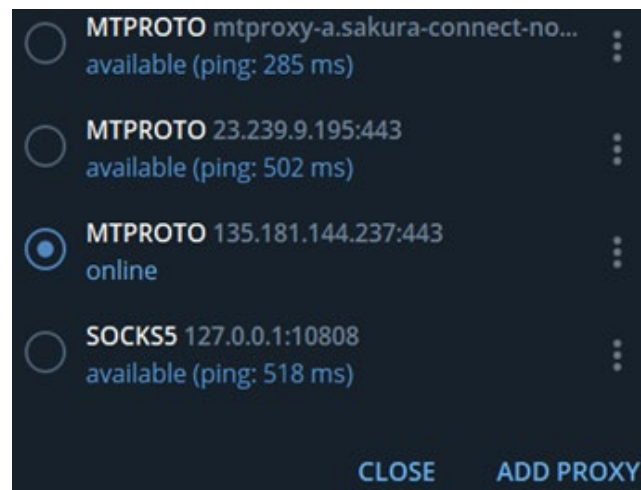 MTPROTO mtproxy-a.sakura-connect-no...
available (ping: 285 ms)
MTPROTO 23.239.9.195:443
available (ping: 502 ms)
MTPROTO 135.181.144.237:443
online
SOCKS5 127.0.0.1:10808
available (ping: 518 ms)
CLOSE ADD PROXY